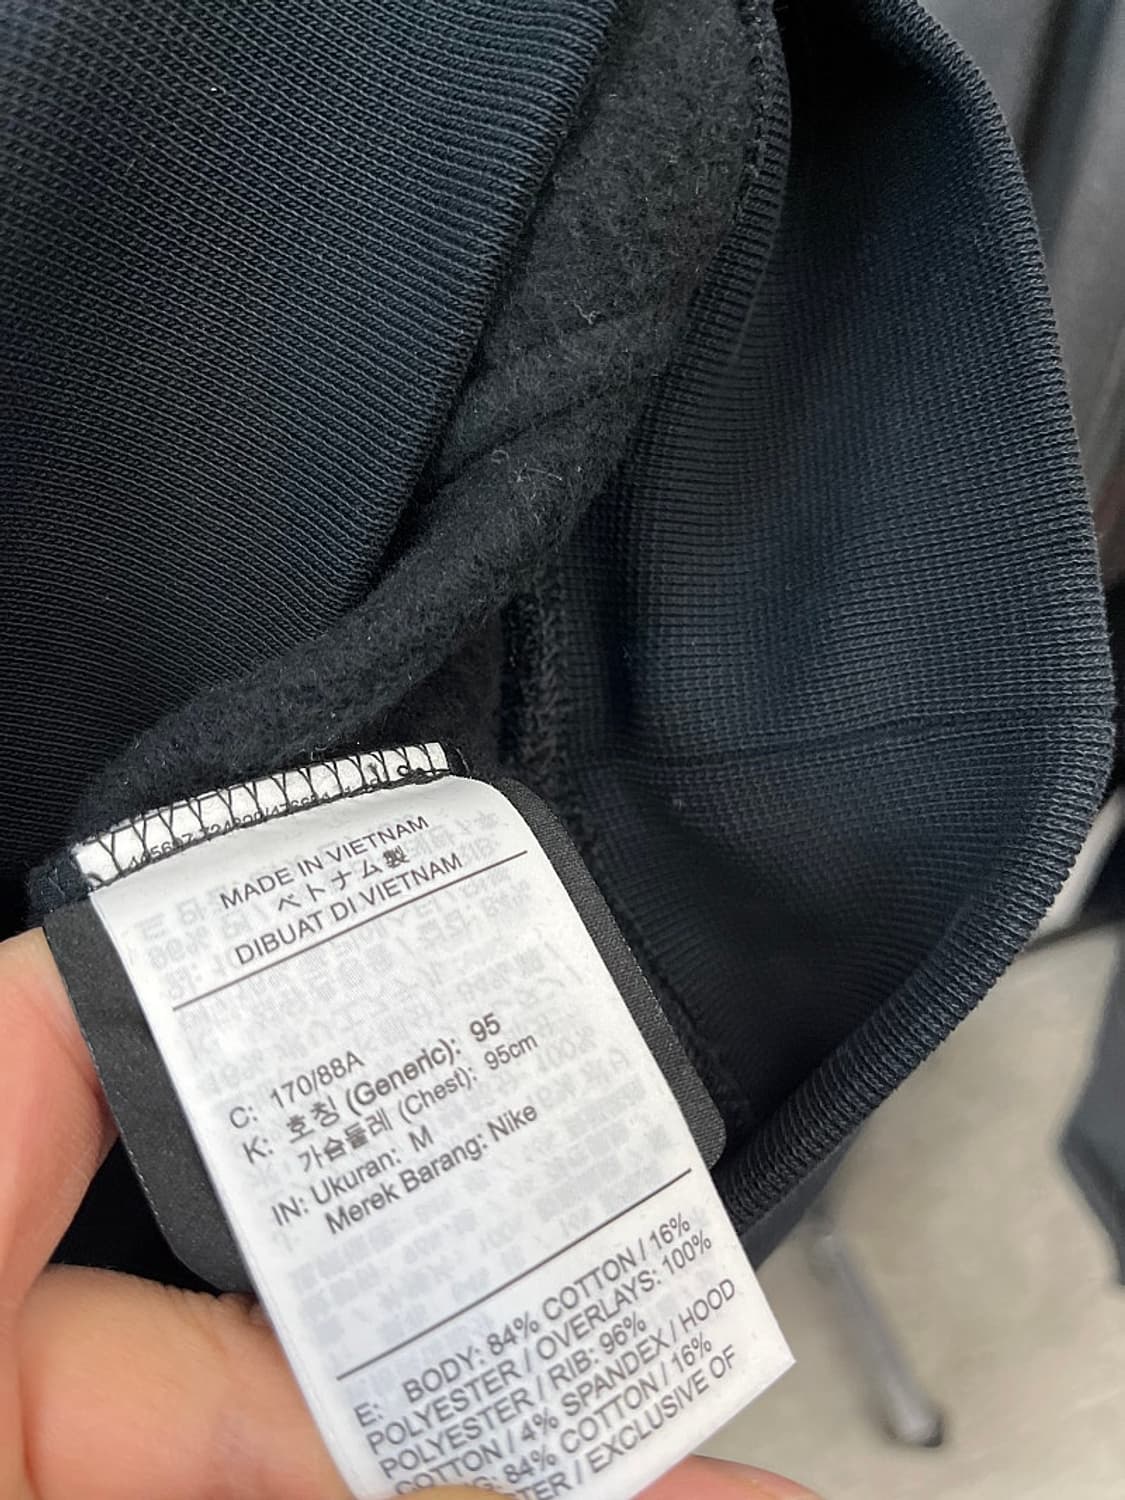 MADE IN VIETNAM
ベトナム製
DIBUAT DI VIETNAM
C: 170/88A
K: 호칭 (Generic): 95
가슴둘레 (Chest): 95cm
IN: Ukuran: M
Merek Barang: Nike
E: BODY: 84% COTTON / 16%
POLYESTER / OVERLAYS: 100%
POLYESTER / RIB: 96%
COTTON / 4% SPANDEX / HOOD
84% COTTON / 16%
/ EXCLUSIVE OF